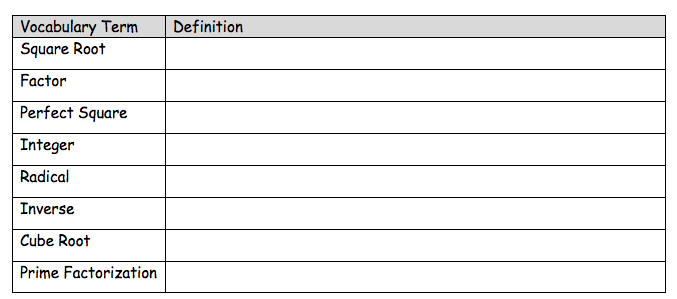 Vocabulary Term Definition
Square Root
Factor
Perfect Square
Integer
Radical
Inverse
Cube Root
Prime Factorization